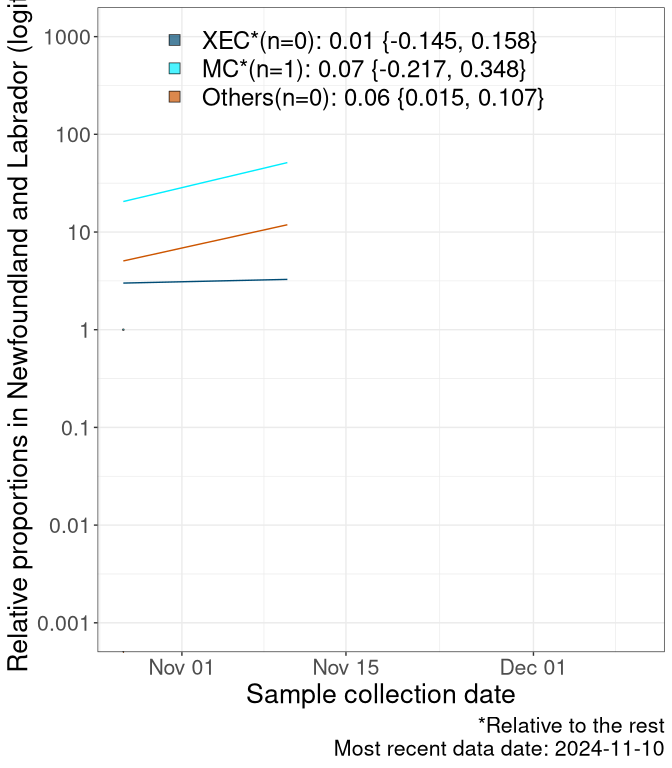 Relative proportions in Newfoundland and Labrador (logit
1000
100
10
1
0.1
0.01
0.001
XEC*(n=0): 0.01 {-0.145, 0.158}
MC*(n=1): 0.07 {-0.217, 0.348}
Others(n=0): 0.06 {0.015, 0.107}
Nov 01
Nov 15
Dec 01
Sample collection date
*Relative to the rest
Most recent data date: 2024-11-10